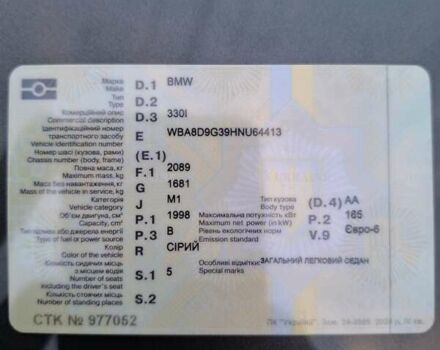 Марка
Make D.1 BMW
Тип
Type D.2
Комерційний опис
Commercial description D.3 330I
Ідентифікаційний номер
транспортного засобу E WBA8D9G39HNU64413
Vehicle identification number
Номер шасі (кузова, рами) (E.1)
Chassis number (body, frame)
Повна маса, кг F.1 2089
Maximum mass, kg
Маса без навантаження, кг G 1681
Mass of the vehicle in service, kg
Категорія J M1 Тип кузова (D.4) AA
Vehicle category Body type
Об'єм двигуна, см³ P.1 1998 Максимальна потужність кВт P.2 185
Capacity, cm³ Maximum net power (in kW)
Тип пального або джерела енергії P.3 B Рівень екологічних норм V.9 Євро-6
Type of fuel or power source Emission standard
Колір R СІРИЙ
Color
Кількість сидячих місць
з місцем водія S.1 5 Особливі відмітки ЗАГАЛЬНИЙ ЛЕГКОВИЙ СЕДАН
Number of seats Special marks
including the driver's seat
Кількість стоячих місць S.2
Number of standing places
СТК № 977052